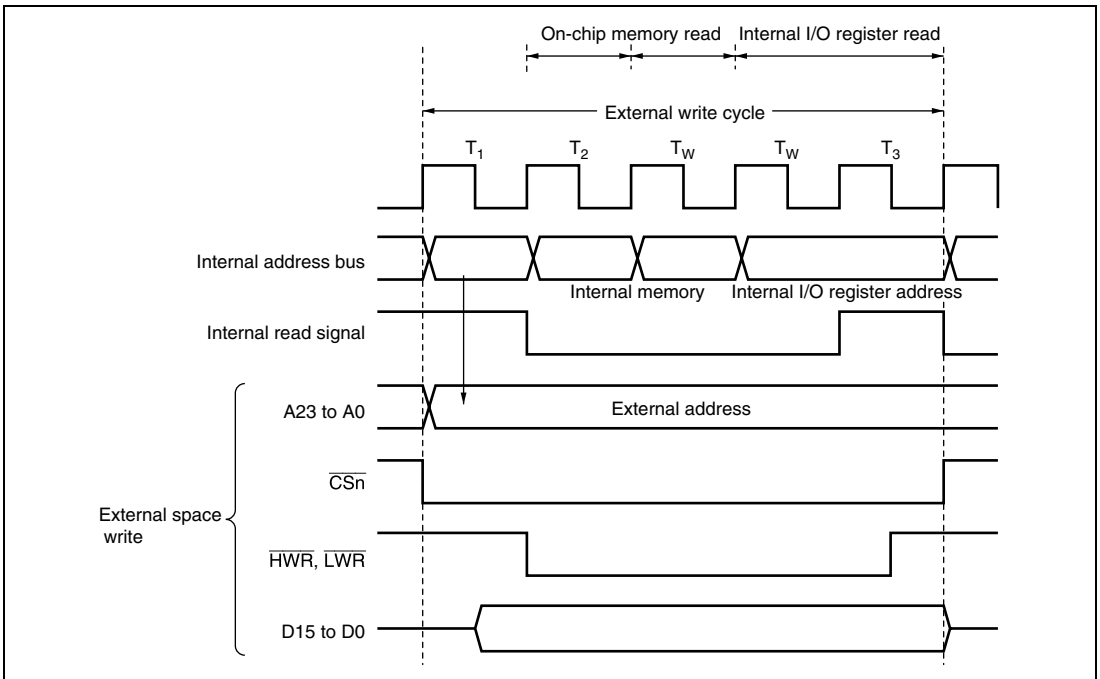 On-chip memory read Internal I/O register read
External write cycle
T1 T2 TW TW T3
Internal address bus
Internal memory Internal I/O register address
Internal read signal
A23 to A0 External address
CSn
External space
write
HWR, LWR
D15 to D0